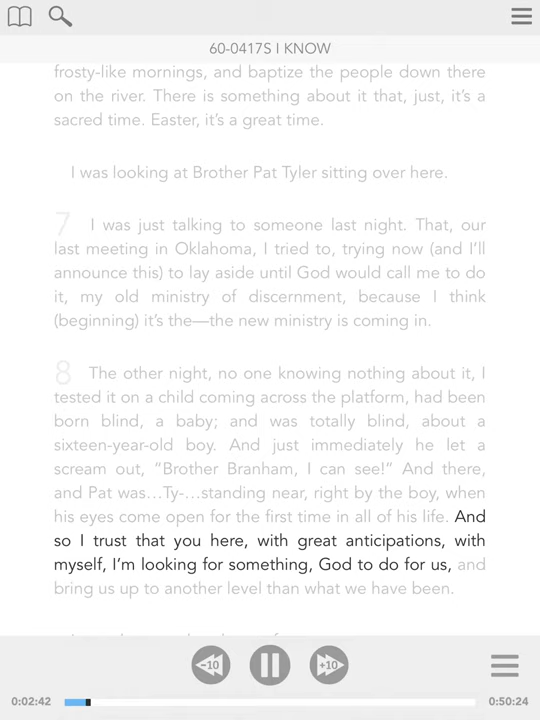 60-0417S I KNOW
frosty-like mornings, and baptize the people down there
on the river. There is something about it that, just, it’s a
sacred time. Easter, it’s a great time.
I was looking at Brother Pat Tyler sitting over here.
7 I was just talking to someone last night. That, our
last meeting in Oklahoma, I tried to, trying now (and I’ll
announce this) to lay aside until God would call me to do
it, my old ministry of discernment, because I think
(beginning) it’s the—the new ministry is coming in.
8 The other night, no one knowing nothing about it, I
tested it on a child coming across the platform, had been
born blind, a baby; and was totally blind, about a
sixteen-year-old boy. And just immediately he let a
scream out, “Brother Branham, I can see!” And there,
and Pat was…Ty-…standing near, right by the boy, when
his eyes come open for the first time in all of his life. And
so I trust that you here, with great anticipations, with
myself, I’m looking for something, God to do for us, and
bring us up to another level than what we have been.
-10
+10
0:02:42
0:50:24